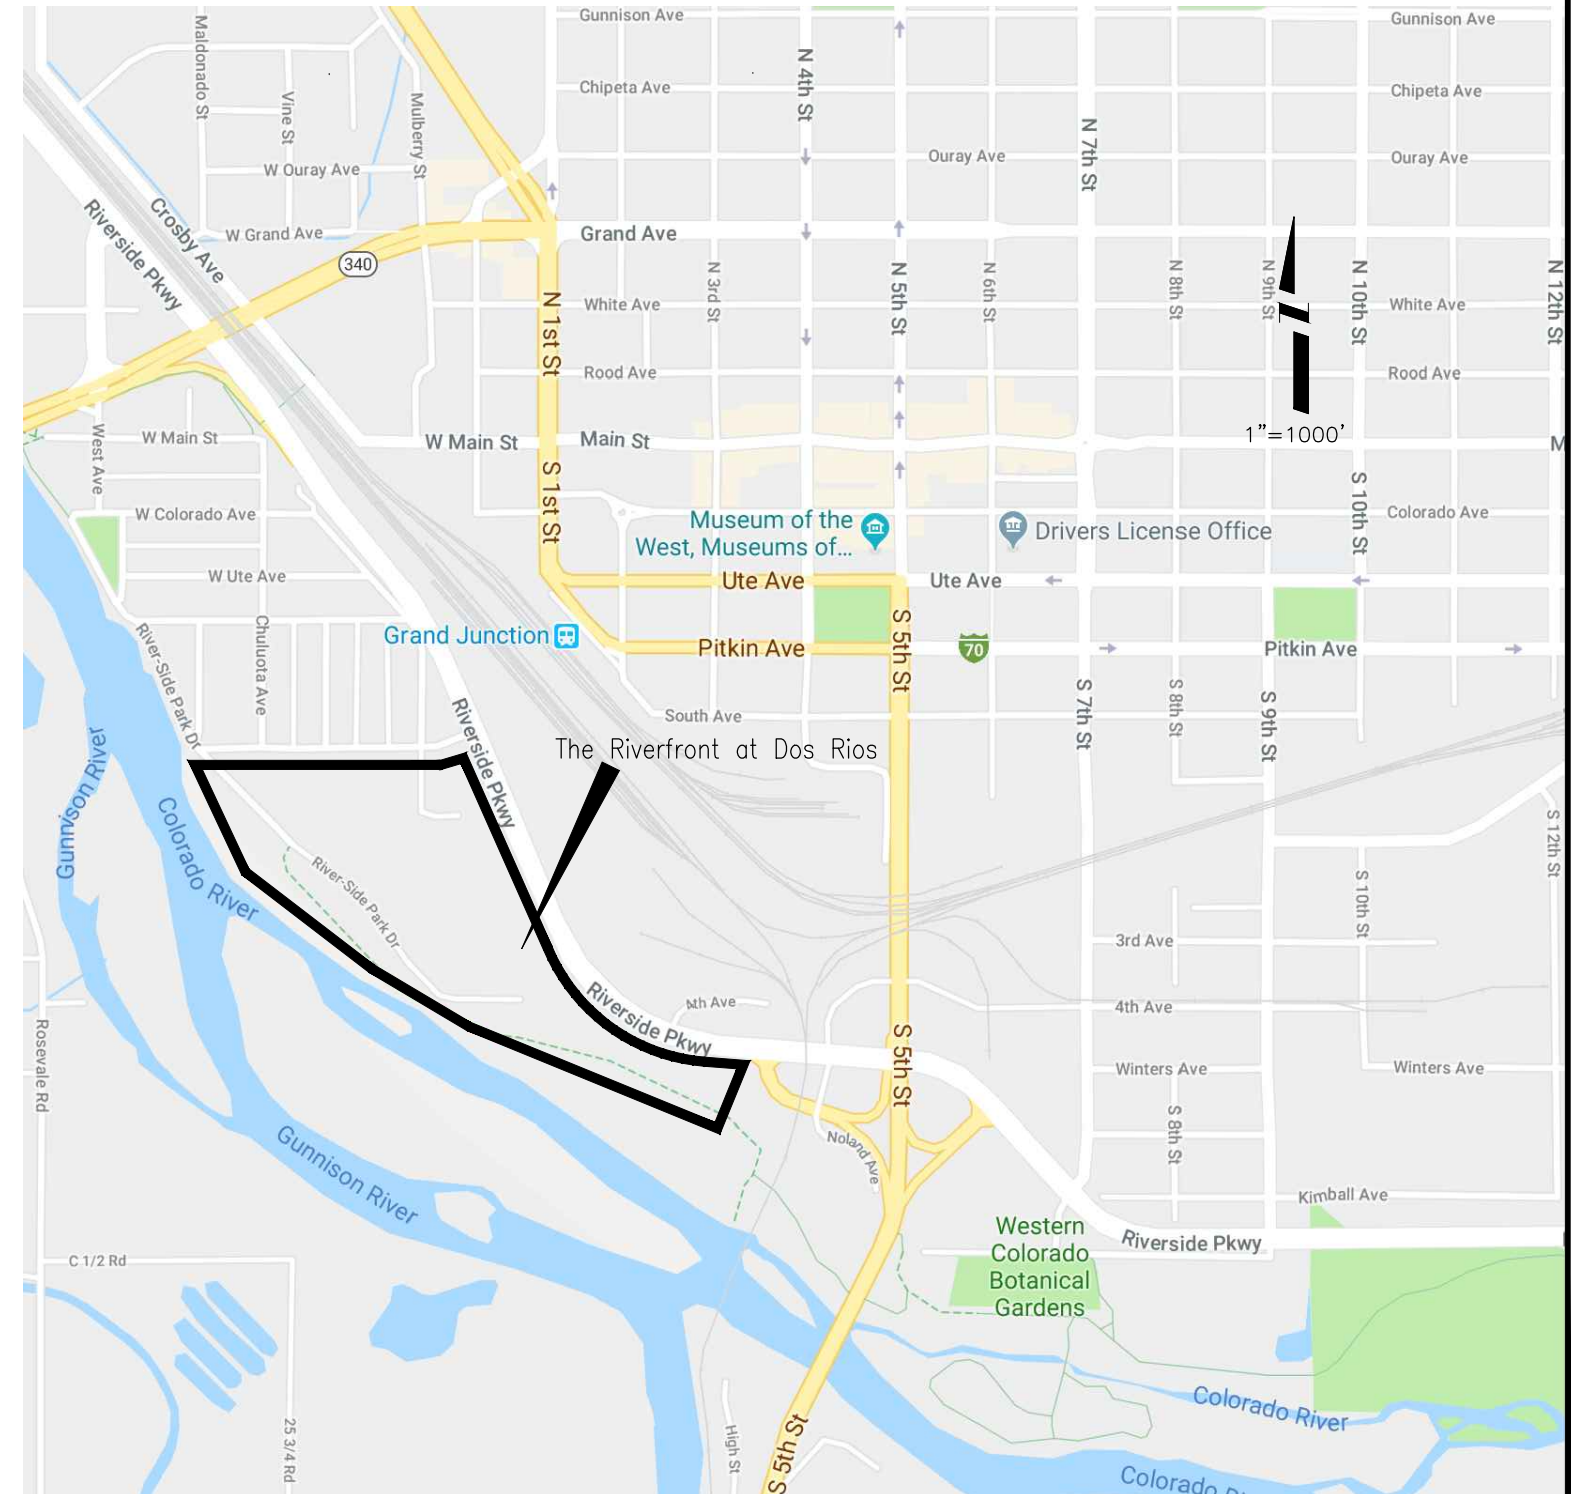 Gunnison Ave
Gunnison Ave
Maldonado St
N 4th St
Chipeta Ave
Chipeta Ave
Vine St
Mulberry St
N 7th St
W Ouray Ave
Ouray Ave
Ouray Ave
Crosby Ave
Riverside Pkwy
W Grand Ave
Grand Ave
340
N 3rd St
N 5th St
N 6th St
N 8th St
N 9th St
N 10th St
N 12th St
N 1st St
White Ave
White Ave
Rood Ave
Rood Ave
1"=1000'
West Ave
W Main St
W Main St
Main St
M
S 1st St
S 10th St
W Colorado Ave
Colorado Ave
Museum of the
West, Museums of...
Drivers License Office
W Ute Ave
Ute Ave
Ute Ave
Chuluota Ave
River-Side Park Dr
Grand Junction
S 5th St
Pitkin Ave
70
Pitkin Ave
S 7th St
S 8th St
S 9th St
Riverside Pkwy
South Ave
The Riverfront at Dos Rios
Gunnison River
Colorado River
River-Side Park Dr
S 10th St
S 12th St
3rd Ave
Riverside Pkwy
4th Ave
4th Ave
Rosevale Rd
S 5th St
Winters Ave
Winters Ave
Gunnison River
Noland Ave
S 8th St
Kimball Ave
Western
Colorado
Botanical
Gardens
Riverside Pkwy
C 1/2 Rd
25 3/4 Rd
High St
S 5th St
Colorado River
Colorado R